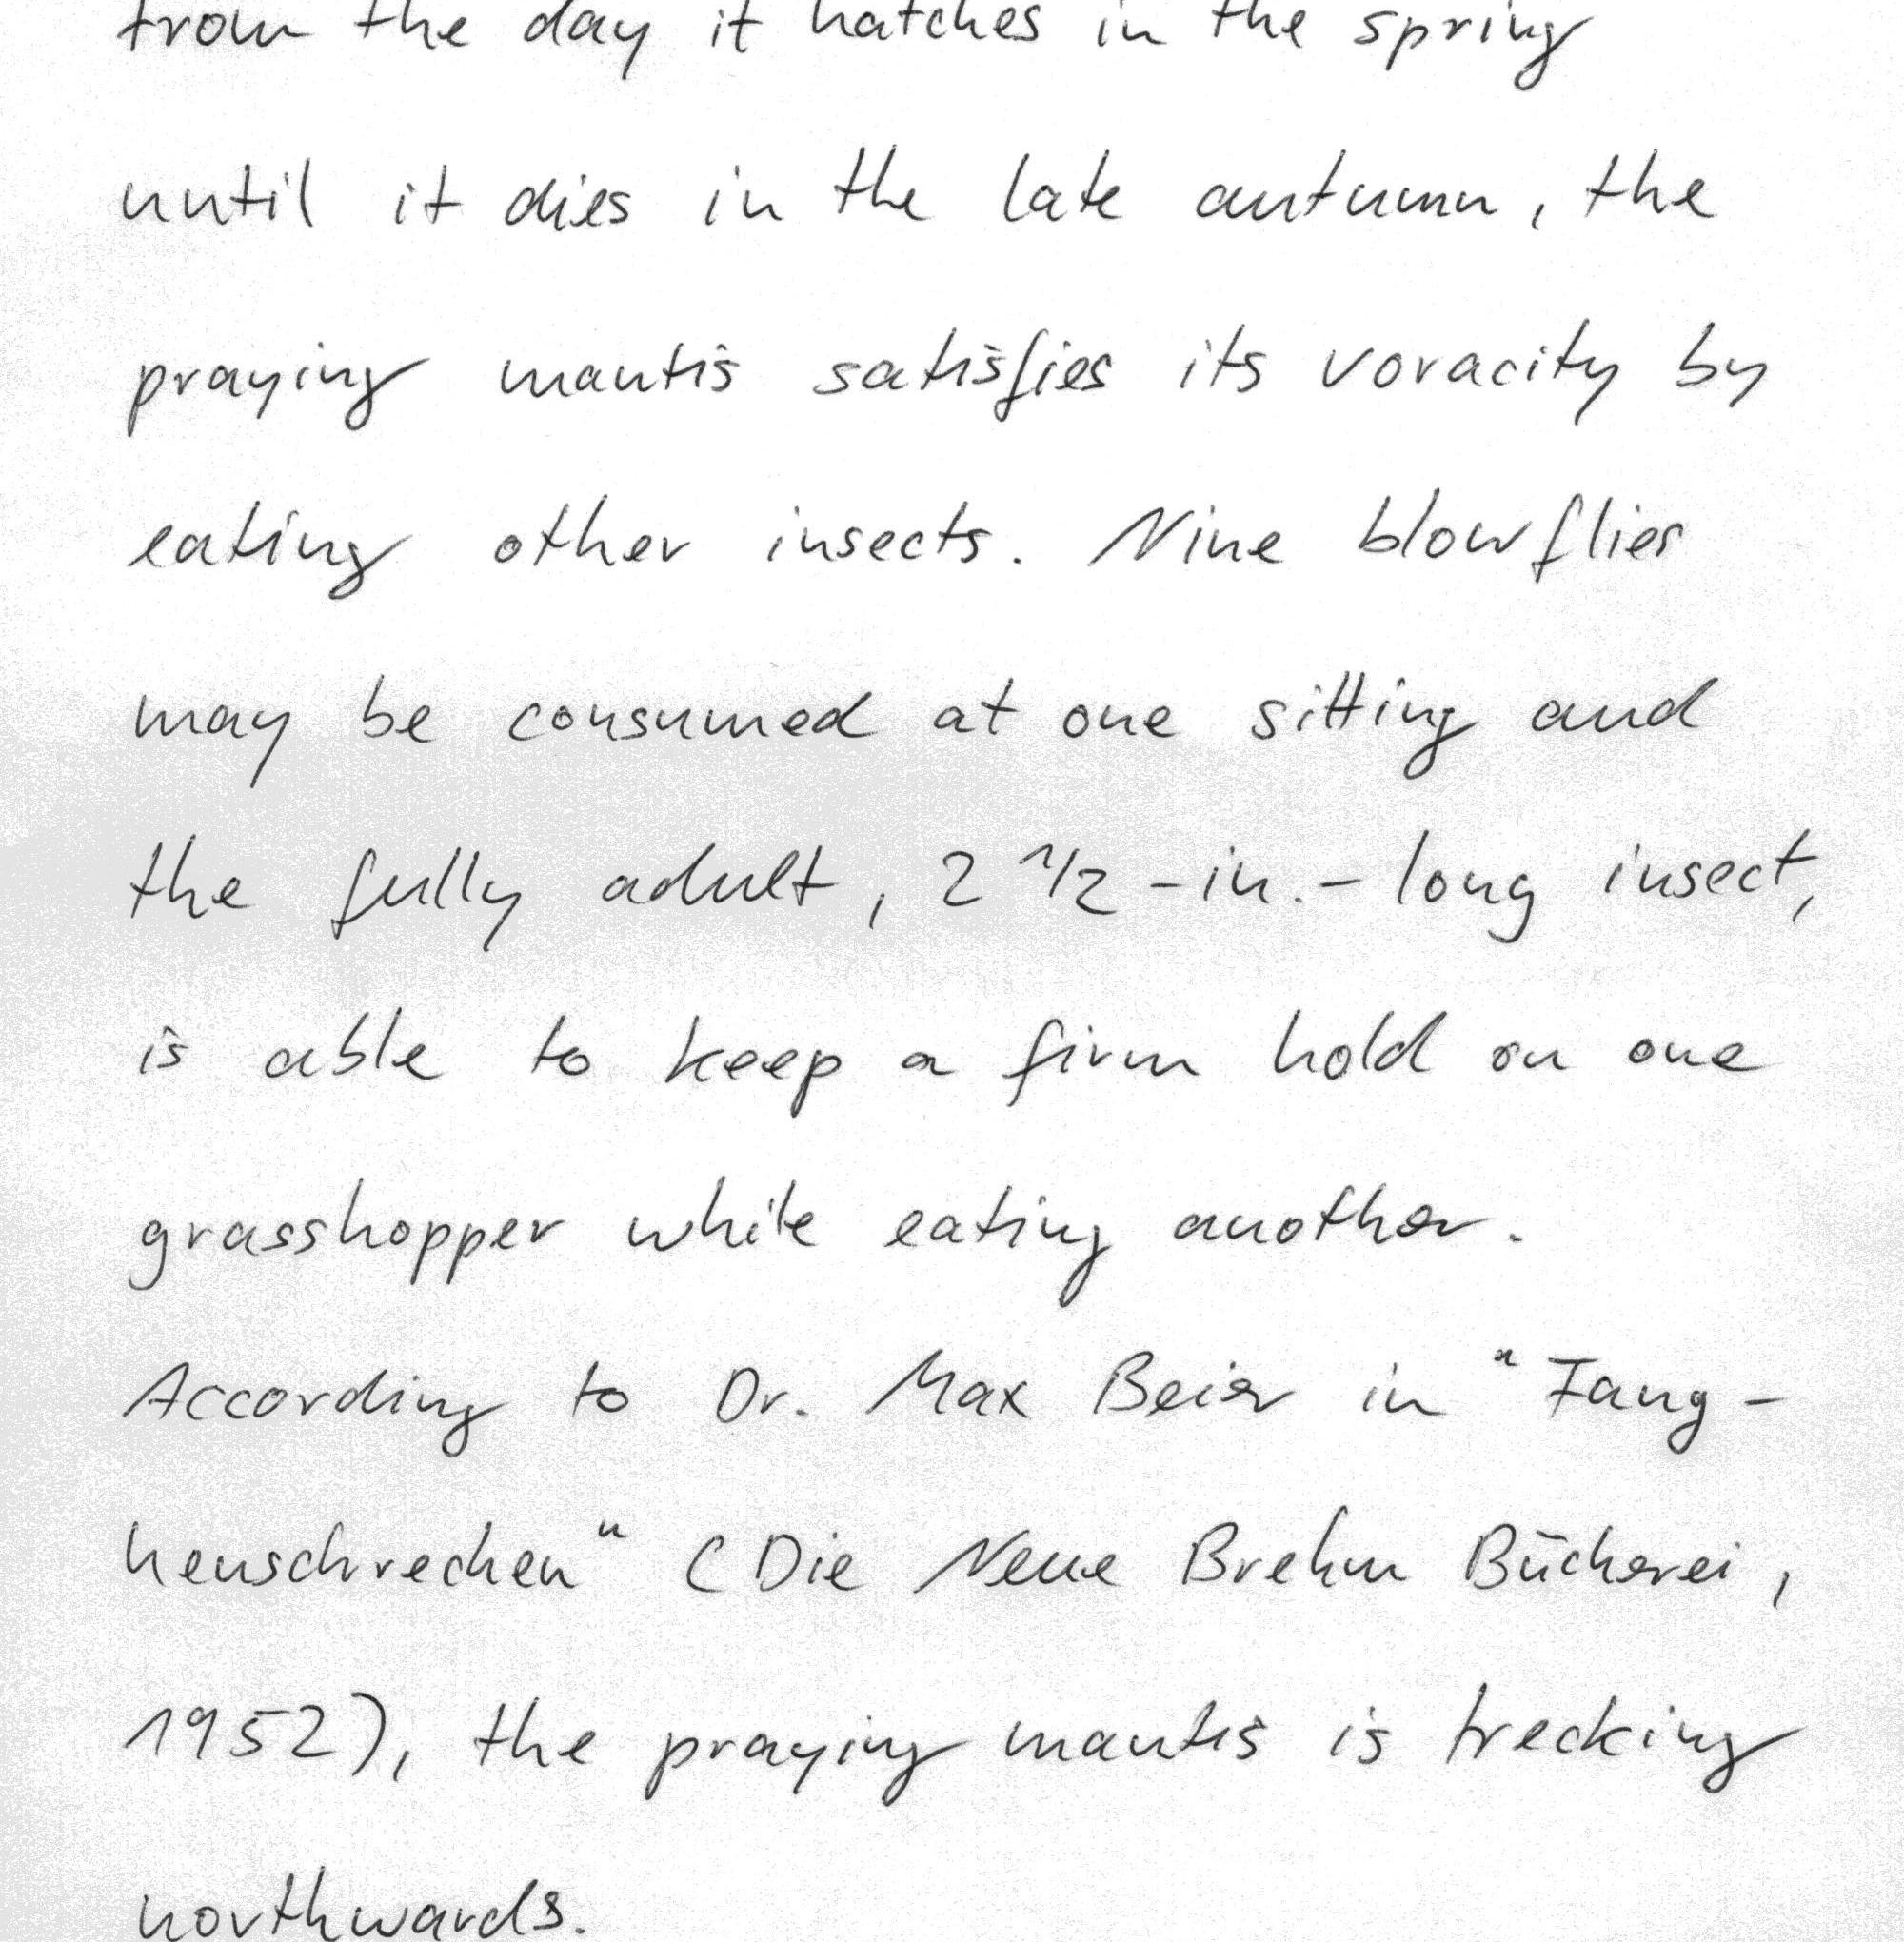 from the day it hatches in the spring
until it dies in the late autumn, the
praying mantis satisfies its voracity by
eating other insects. Nine blowflies
may be consumed at one sitting and
the fully adult, 2 1/2 -in.- long insect,
is able to keep a firm hold on one
grasshopper while eating another.
According to Dr. Max Beier in "Fang-
heuschrecken" (Die Neue Brehm Bücherei,
1952), the praying mantis is trecking
northwards.